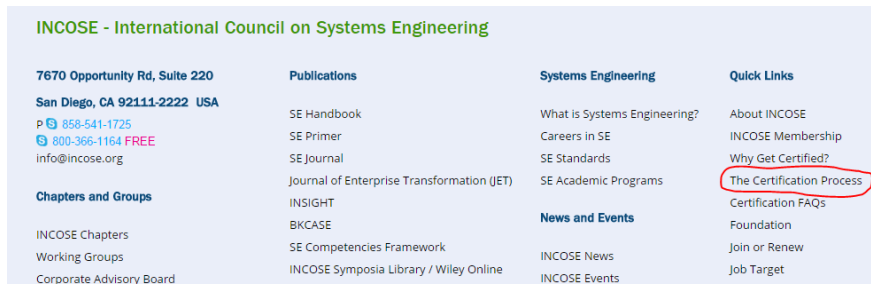 INCOSE - International Council on Systems Engineering
7670 Opportunity Rd, Suite 220
San Diego, CA 92111-2222 USA
P 858-541-1725
800-366-1164 FREE
info@incose.org
Chapters and Groups
INCOSE Chapters
Working Groups
Corporate Advisory Board
Publications
SE Handbook
SE Primer
SE Journal
Journal of Enterprise Transformation (JET)
INSIGHT
BKCASE
SE Competencies Framework
INCOSE Symposia Library / Wiley Online
Systems Engineering
What is Systems Engineering?
Careers in SE
SE Standards
SE Academic Programs
News and Events
INCOSE News
INCOSE Events
Quick Links
About INCOSE
INCOSE Membership
Why Get Certified?
The Certification Process
Certification FAQs
Foundation
Join or Renew
Job Target